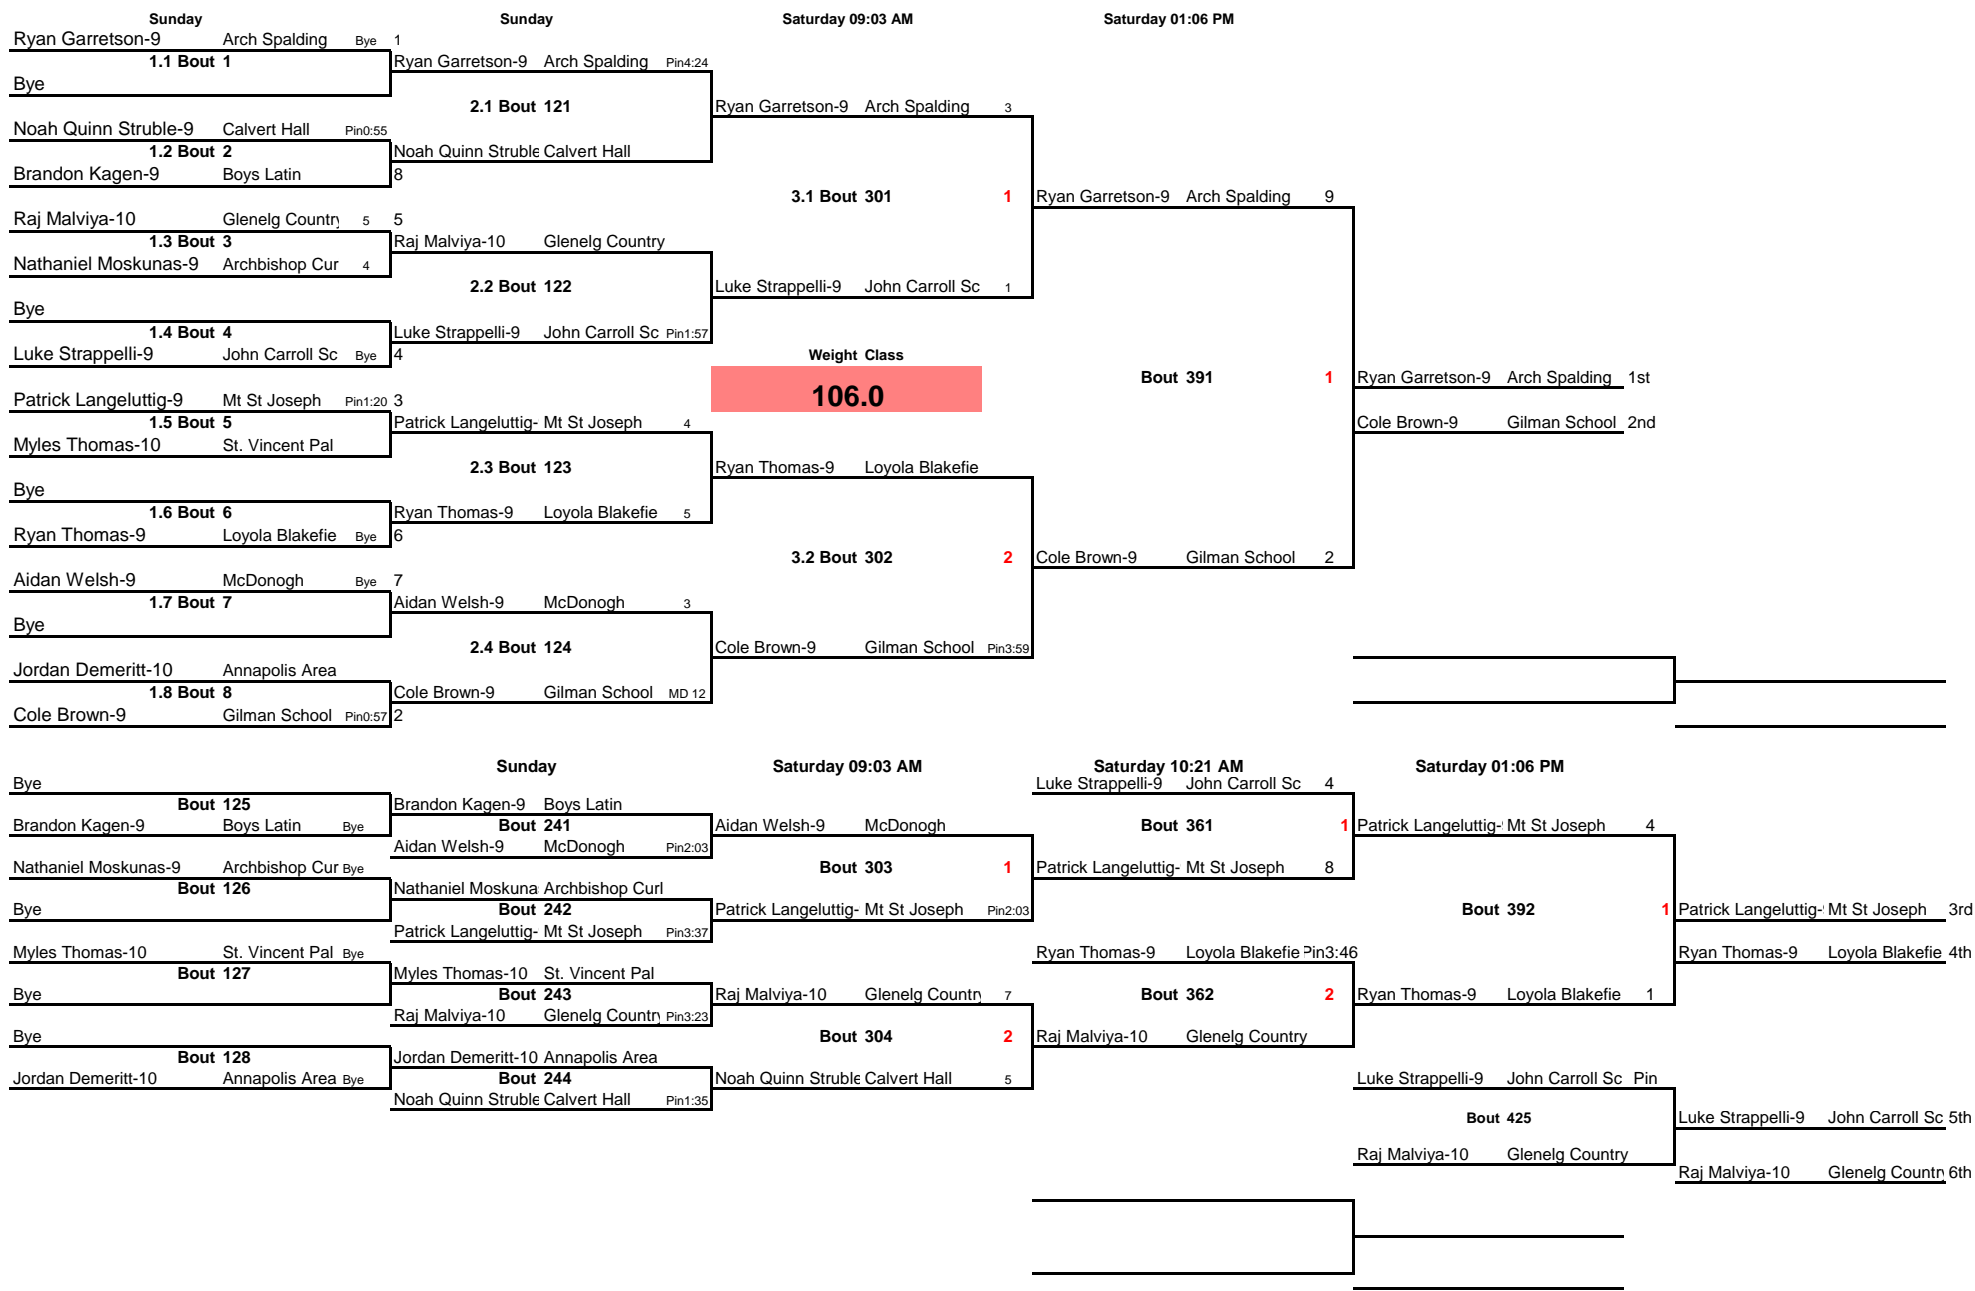 Sunday Sunday Saturday 09:03 AM Saturday 01:06 PM
Ryan Garretson-9 Arch Spalding Bye 1
1.1 Bout 1 Ryan Garretson-9 Arch Spalding Pin4:24
Bye
2.1 Bout 121 Ryan Garretson-9 Arch Spalding 3
Noah Quinn Struble-9 Calvert Hall Pin0:55
1.2 Bout 2 Noah Quinn Struble Calvert Hall
Brandon Kagen-9 Boys Latin 8
3.1 Bout 301 1 Ryan Garretson-9 Arch Spalding 9
Raj Malviya-10 Glenelg Country 5 5
1.3 Bout 3 Raj Malviya-10 Glenelg Country
Nathaniel Moskunas-9 Archbishop Cur 4
2.2 Bout 122 Luke Strappelli-9 John Carroll Sc 1
Bye
1.4 Bout 4 Luke Strappelli-9 John Carroll Sc Pin1:57
Luke Strappelli-9 John Carroll Sc Bye 4 Weight Class
Bout 391 1 Ryan Garretson-9 Arch Spalding 1st
Patrick Langeluttig-9 Mt St Joseph Pin1:20 3 106.0
1.5 Bout 5 Patrick Langeluttig- Mt St Joseph 4 Cole Brown-9 Gilman School 2nd
Myles Thomas-10 St. Vincent Pal
2.3 Bout 123 Ryan Thomas-9 Loyola Blakefie
Bye
1.6 Bout 6 Ryan Thomas-9 Loyola Blakefie 5
Ryan Thomas-9 Loyola Blakefie Bye 6
3.2 Bout 302 2 Cole Brown-9 Gilman School 2
Aidan Welsh-9 McDonogh Bye 7
1.7 Bout 7 Aidan Welsh-9 McDonogh 3
Bye
2.4 Bout 124 Cole Brown-9 Gilman School Pin3:59
Jordan Demeritt-10 Annapolis Area
1.8 Bout 8 Cole Brown-9 Gilman School MD 12
Cole Brown-9 Gilman School Pin0:57 2
Sunday Saturday 09:03 AM Saturday 10:21 AM Saturday 01:06 PM
Bye Luke Strappelli-9 John Carroll Sc 4
Bout 125 Brandon Kagen-9 Boys Latin
Brandon Kagen-9 Boys Latin Bye Bout 241 Aidan Welsh-9 McDonogh Bout 361 1 Patrick Langeluttig- Mt St Joseph 4
Aidan Welsh-9 McDonogh Pin2:03
Nathaniel Moskunas-9 Archbishop Cur Bye Bout 303 1 Patrick Langeluttig- Mt St Joseph 8
Bout 126 Nathaniel Moskuna Archbishop Curl
Bye Bout 242 Patrick Langeluttig- Mt St Joseph Pin2:03 Bout 392 1 Patrick Langeluttig- Mt St Joseph 3rd
Patrick Langeluttig- Mt St Joseph Pin3:37
Myles Thomas-10 St. Vincent Pal Bye Ryan Thomas-9 Loyola Blakefie Pin3:46 Ryan Thomas-9 Loyola Blakefie 4th
Bout 127 Myles Thomas-10 St. Vincent Pal
Bye Bout 243 Raj Malviya-10 Glenelg Country 7 Bout 362 2 Ryan Thomas-9 Loyola Blakefie 1
Raj Malviya-10 Glenelg Country Pin3:23
Bye Bout 304 2 Raj Malviya-10 Glenelg Country
Bout 128 Jordan Demeritt-10 Annapolis Area
Jordan Demeritt-10 Annapolis Area Bye Bout 244 Noah Quinn Struble Calvert Hall 5 Luke Strappelli-9 John Carroll Sc Pin
Noah Quinn Struble Calvert Hall Pin1:35
Bout 425 Luke Strappelli-9 John Carroll Sc 5th
Raj Malviya-10 Glenelg Country
Raj Malviya-10 Glenelg Country 6th